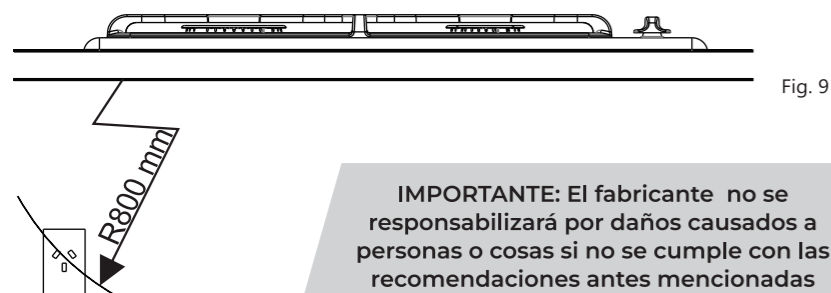 Fig. 9
R800 mm
IMPORTANTE: El fabricante no se
responsabilizará por daños causados a
personas o cosas si no se cumple con las
recomendaciones antes mencionadas